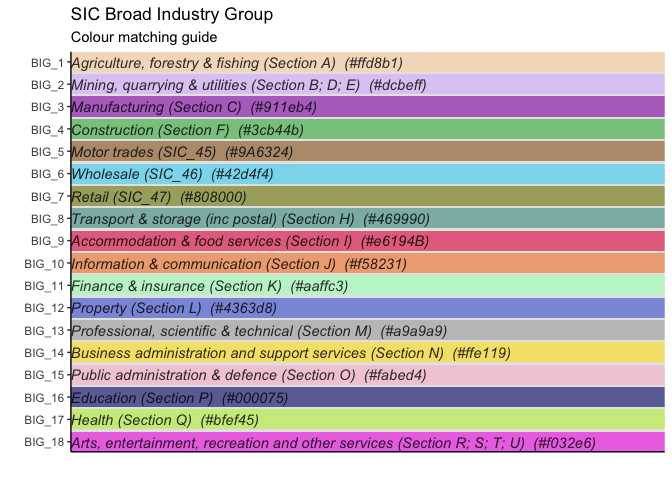 SIC Broad Industry Group
Colour matching guide
BIG_1 Agriculture, forestry & fishing (Section A) (#ffd8b1)
BIG_2 Mining, quarrying & utilities (Section B; D; E) (#dcbeff)
BIG_3 Manufacturing (Section C) (#911eb4)
BIG_4 Construction (Section F) (#3cb44b)
BIG_5 Motor trades (SIC_45) (#9A6324)
BIG_6 Wholesale (SIC_46) (#42d4f4)
BIG_7 Retail (SIC_47) (#808000)
BIG_8 Transport & storage (inc postal) (Section H) (#469990)
BIG_9 Accommodation & food services (Section I) (#e6194B)
BIG_10 Information & communication (Section J) (#f58231)
BIG_11 Finance & insurance (Section K) (#aaffc3)
BIG_12 Property (Section L) (#4363d8)
BIG_13 Professional, scientific & technical (Section M) (#a9a9a9)
BIG_14 Business administration and support services (Section N) (#ffe119)
BIG_15 Public administration & defence (Section O) (#fabed4)
BIG_16 Education (Section P) (#000075)
BIG_17 Health (Section Q) (#bfef45)
BIG_18 Arts, entertainment, recreation and other services (Section R; S; T; U) (#f032e6)